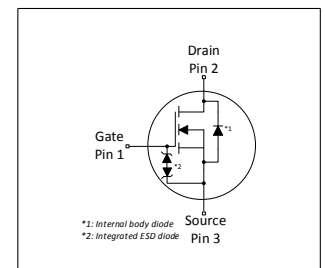 Drain
Pin 2
*1
Gate
Pin 1
*2
*1: Internal body diode
*2: Integrated ESD diode
Source
Pin 3